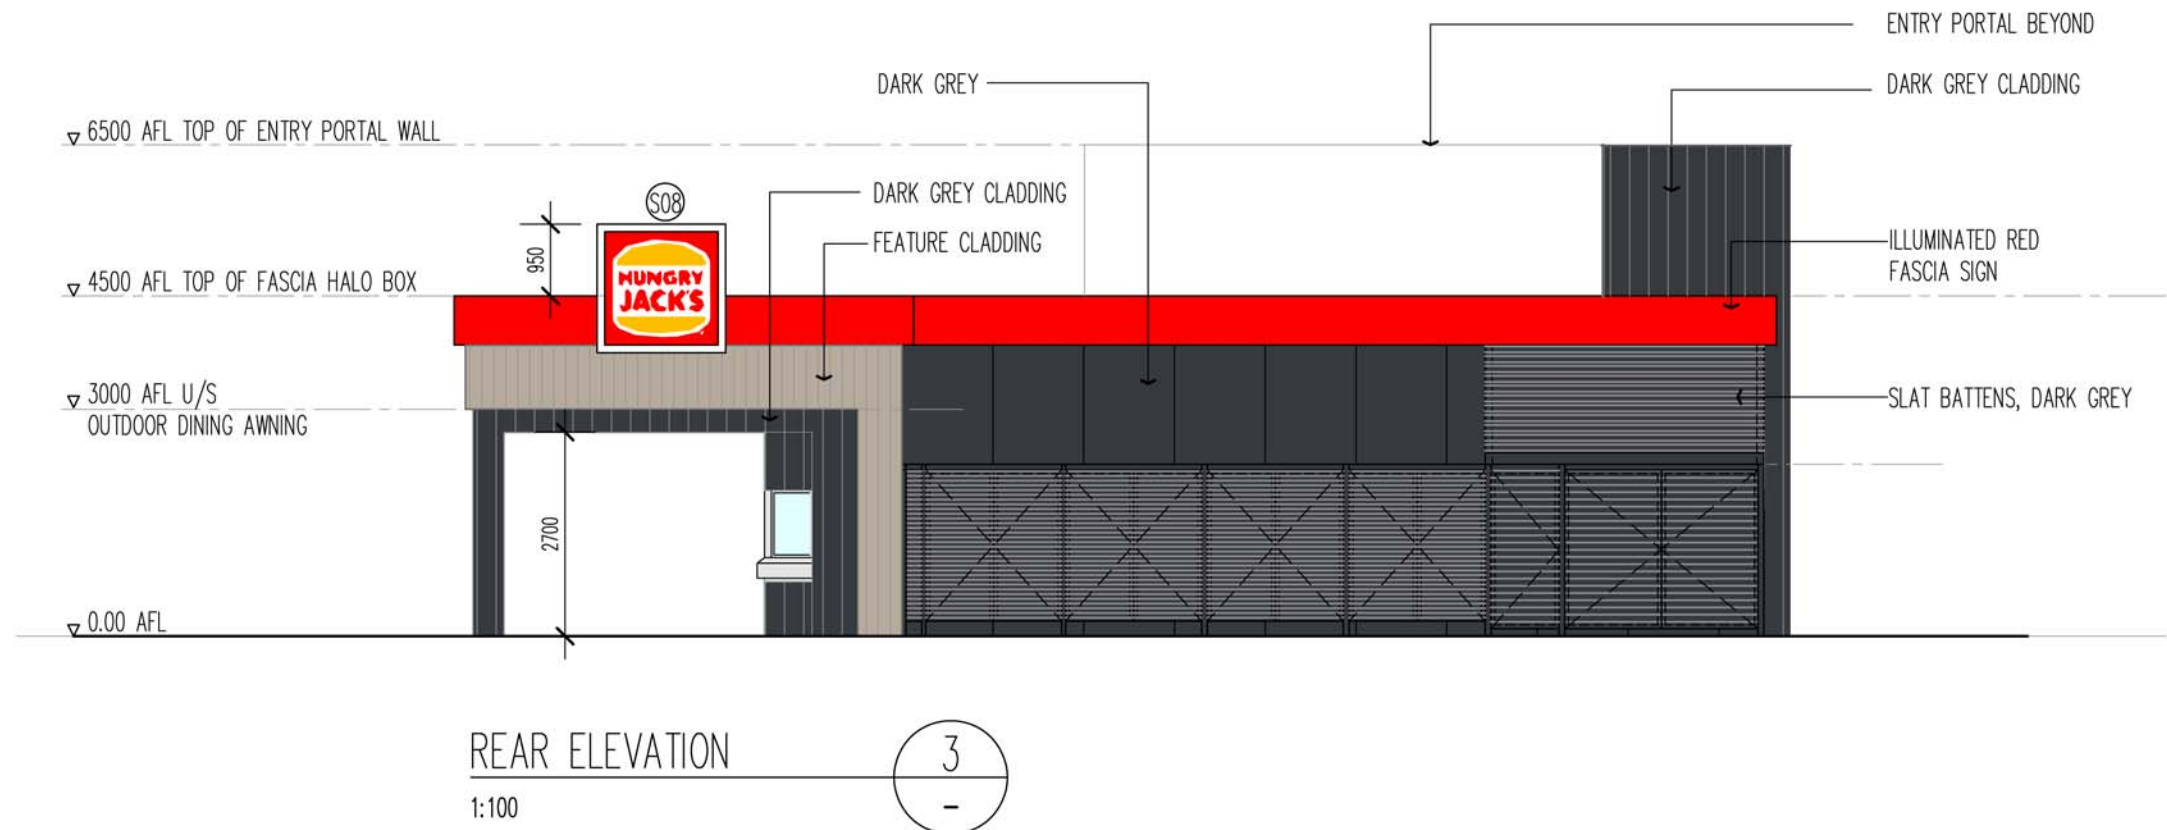 ENTRY PORTAL BEYOND
DARK GREY
DARK GREY CLADDING
6500 AFL TOP OF ENTRY PORTAL WALL
S08
DARK GREY CLADDING
FEATURE CLADDING
950
ILLUMINATED RED
FASCIA SIGN
4500 AFL TOP OF FASCIA HALO BOX
HUNGRY
JACK'S
3000 AFL U/S
OUTDOOR DINING AWNING
SLAT BATTENS, DARK GREY
2700
0.00 AFL
REAR ELEVATION
3
-
1:100